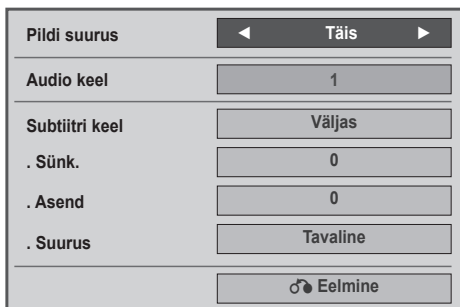 Pildi suurus ◄ Täis ►
Audio keel 1
Subtiitri keel Väljas
. Sünk. 0
. Asend 0
. Suurus Tavaline
Eelmine